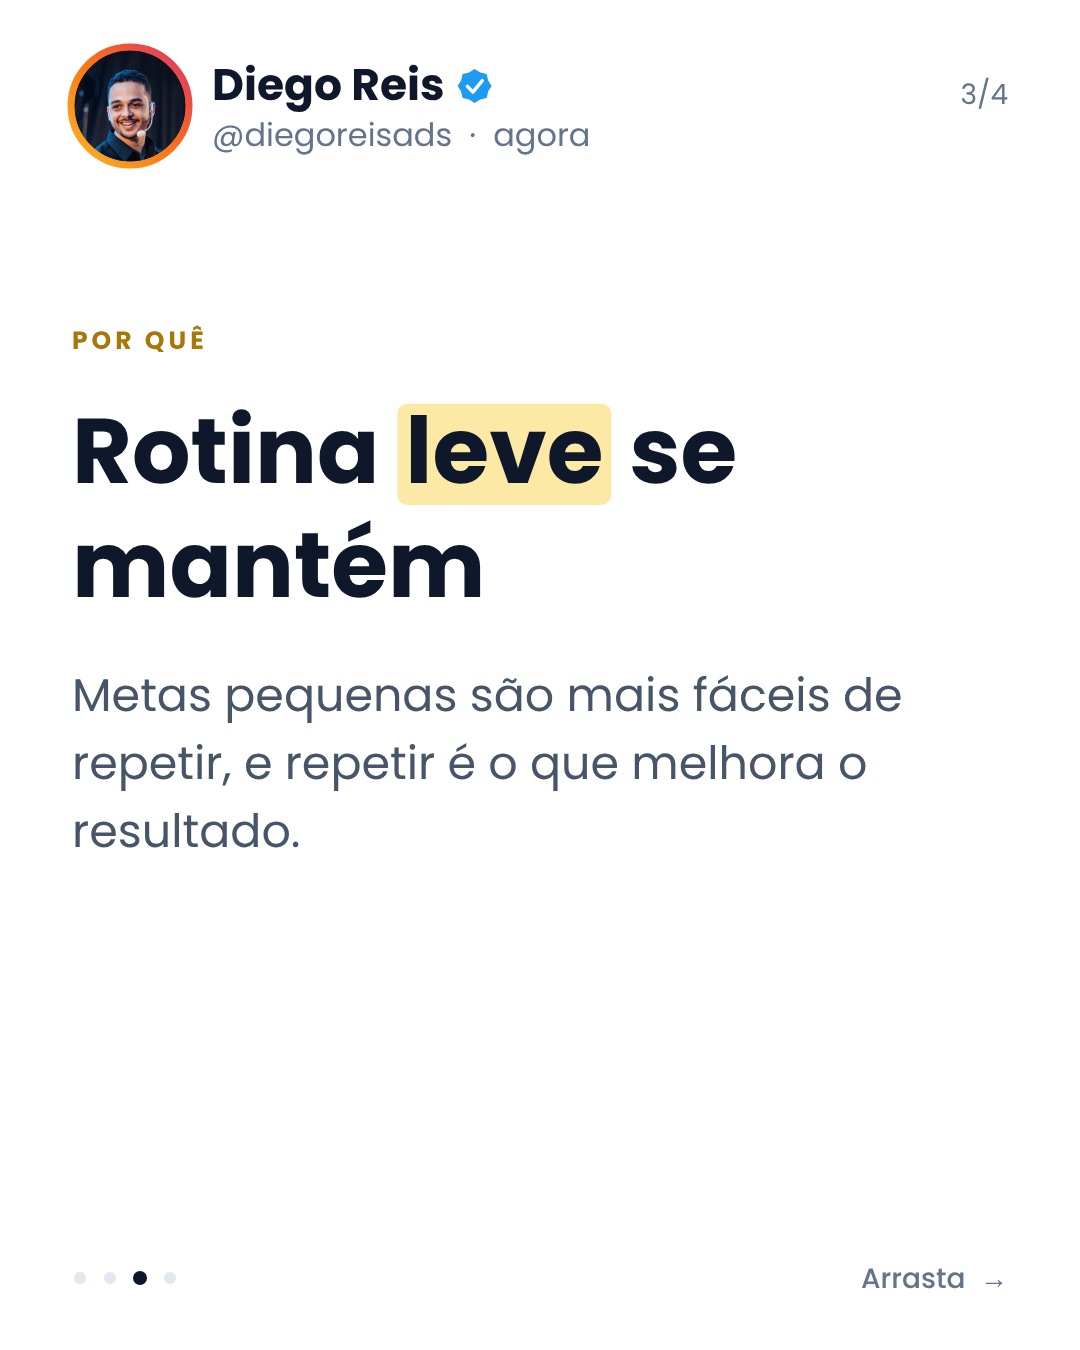 Diego Reis
@diegoreisads · agora
3/4
POR QUÊ
Rotina leve se
mantém
Metas pequenas são mais fáceis de
repetir, e repetir é o que melhora o
resultado.
Arrasta →